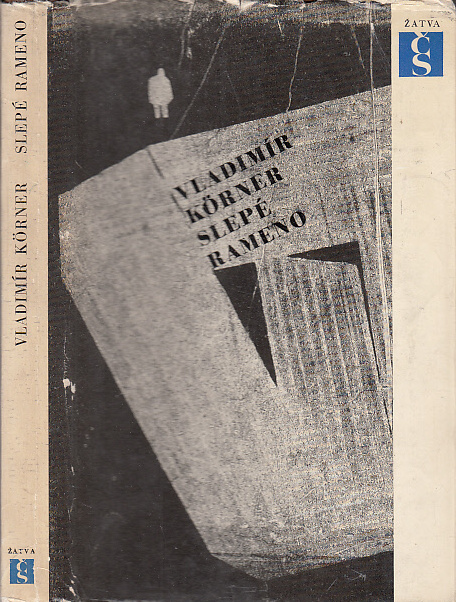 VLADIMÍR KÖRNER SLEPÉ RAMENO
ŽATVA
ČS
VLADIMÍR
KÖRNER
SLEPÉ
RAMENO
ŽATVA
ČS